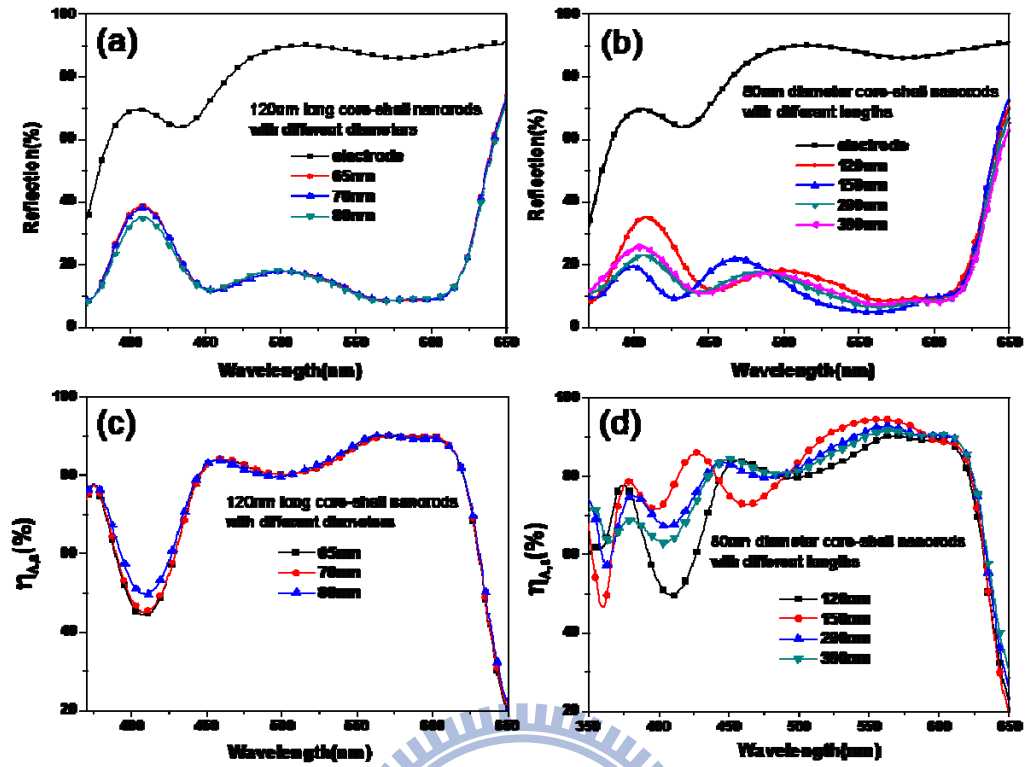 (a)
100
80
60
40
20
0
Reflection(%)
120nm long core-shell nanorods
with different diameters
electrode
65nm
70nm
80nm
400 450 500 550 600 650
Wavelength(nm)
(b)
100
80
60
40
20
0
Reflection(%)
80nm diameter core-shell nanorods
with different lengths
electrode
120nm
150nm
200nm
300nm
350 400 450 500 550 600 650
Wavelength(nm)
(c)
100
80
60
40
20
ηA,B(%)
120nm long core-shell nanorods
with different diameters
65nm
70nm
80nm
400 450 500 550 600 650
Wavelength(nm)
(d)
100
80
60
40
20
ηA,B(%)
80nm diameter core-shell nanorods
with different lengths
120nm
150nm
200nm
300nm
350 400 450 500 550 600 650
Wavelength(nm)